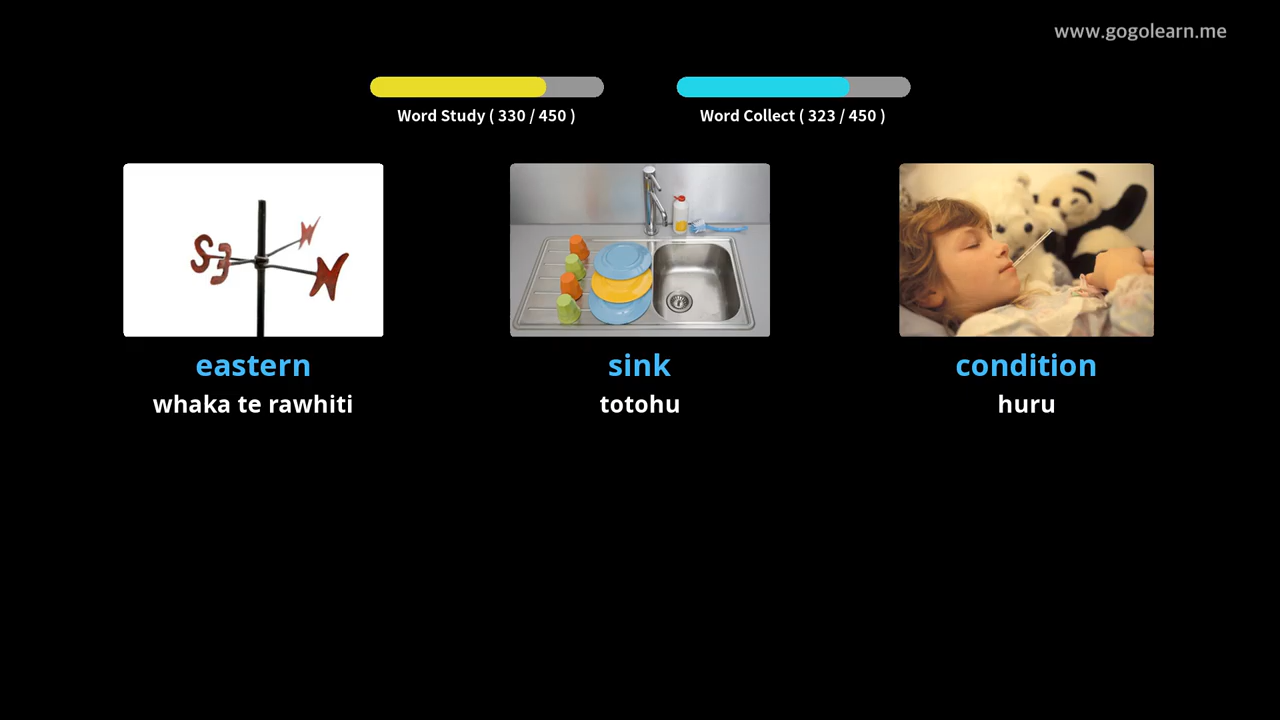 www.gogolearn.me
Word Study ( 330 / 450 )
Word Collect ( 323 / 450 )
eastern
whaka te rawhiti
sink
totohu
condition
huru